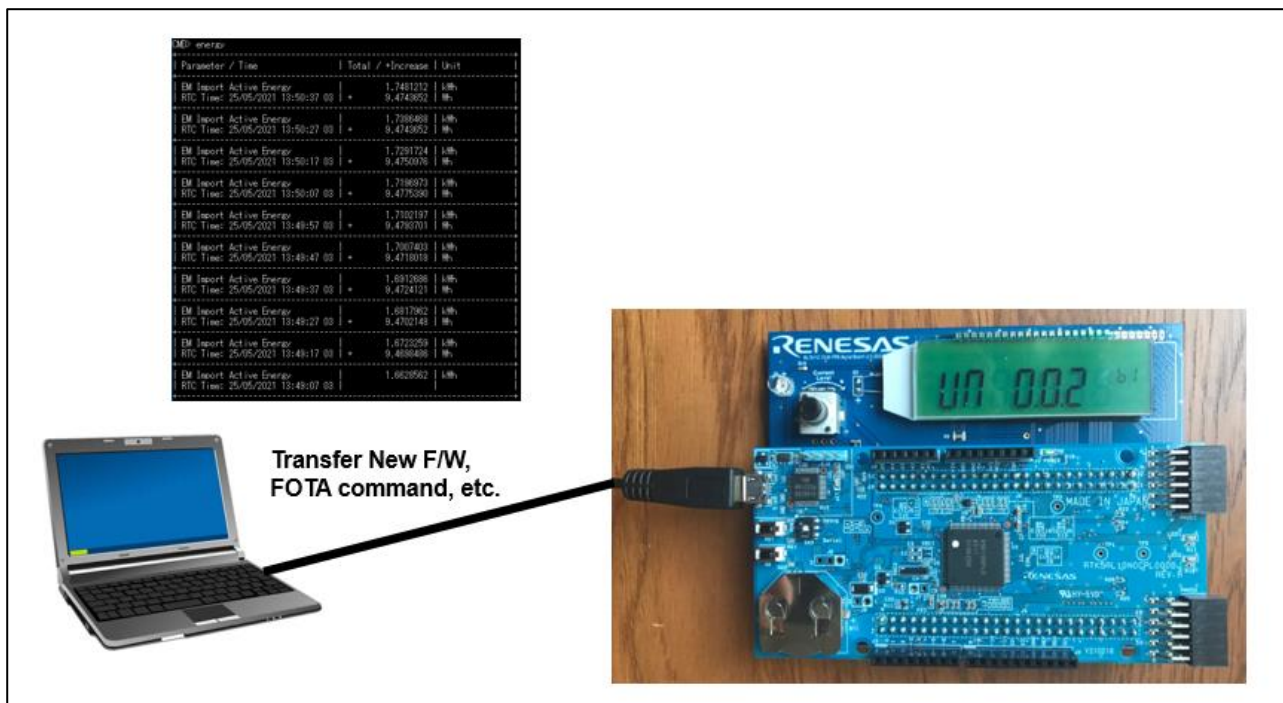 CMD> energy
| Parameter / Time | Total / +Increase | Unit |
| EM Import Active Energy | 1.7481212 | kWh |
| RTC Time: 25/05/2021 13:50:37 03 | + 9.4743652 | Wh |
| EM Import Active Energy | 1.7386468 | kWh |
| RTC Time: 25/05/2021 13:50:27 03 | + 9.4743652 | Wh |
| EM Import Active Energy | 1.7291724 | kWh |
| RTC Time: 25/05/2021 13:50:17 03 | + 9.4750976 | Wh |
| EM Import Active Energy | 1.7196973 | kWh |
| RTC Time: 25/05/2021 13:50:07 03 | + 9.4775390 | Wh |
| EM Import Active Energy | 1.7102197 | kWh |
| RTC Time: 25/05/2021 13:49:57 03 | + 9.4793701 | Wh |
| EM Import Active Energy | 1.7007403 | kWh |
| RTC Time: 25/05/2021 13:49:47 03 | + 9.4718018 | Wh |
| EM Import Active Energy | 1.6912686 | kWh |
| RTC Time: 25/05/2021 13:49:37 03 | + 9.4724121 | Wh |
| EM Import Active Energy | 1.6817962 | kWh |
| RTC Time: 25/05/2021 13:49:27 03 | + 9.4702148 | Wh |
| EM Import Active Energy | 1.6723259 | kWh |
| RTC Time: 25/05/2021 13:49:17 03 | + 9.4696486 | Wh |
| EM Import Active Energy | 1.6628562 | kWh |
| RTC Time: 25/05/2021 13:49:07 03 | | |
Transfer New F/W,
FOTA command, etc.
RENESAS
Current
Level
Un 0.0.2
MADE IN JAPAN
Serial
RENESAS